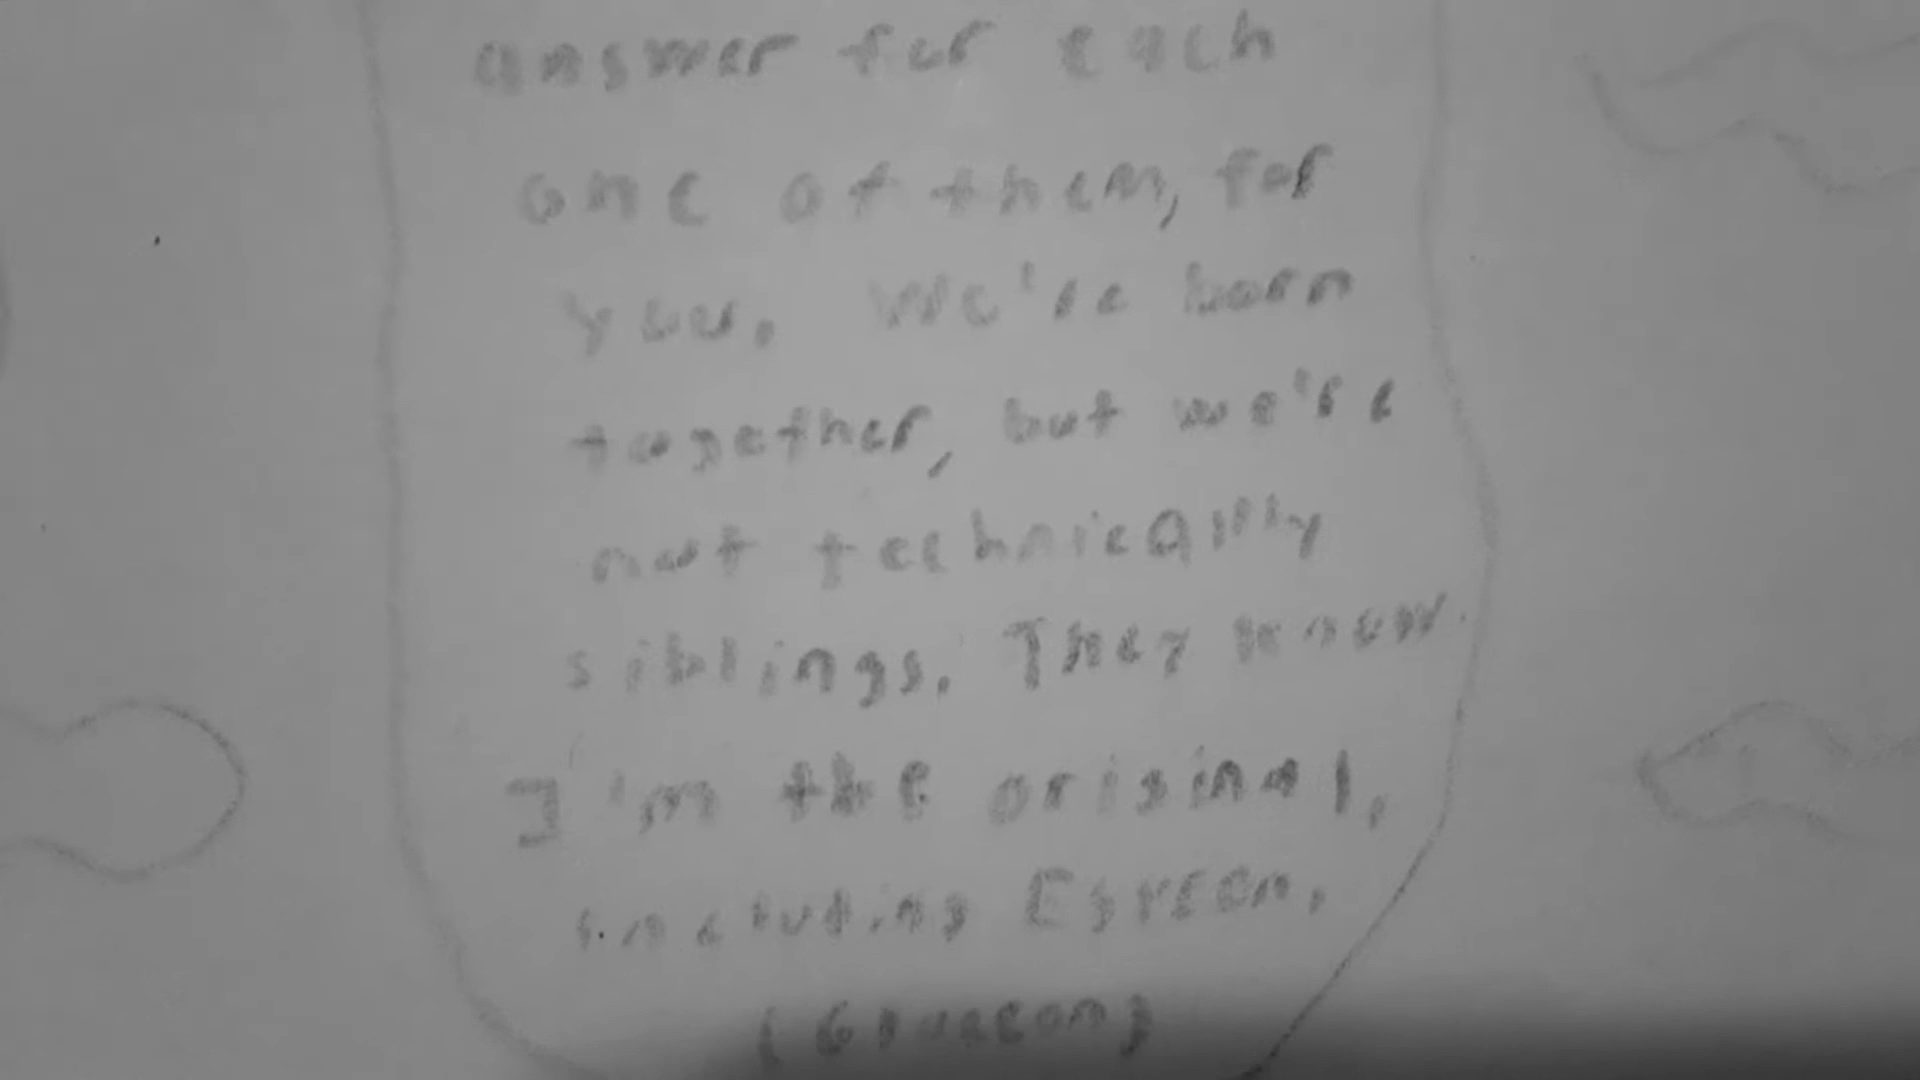 answer for each
one of them, for
you. We're born
together, but we're
not technically
siblings. They know
I'm the original,
including